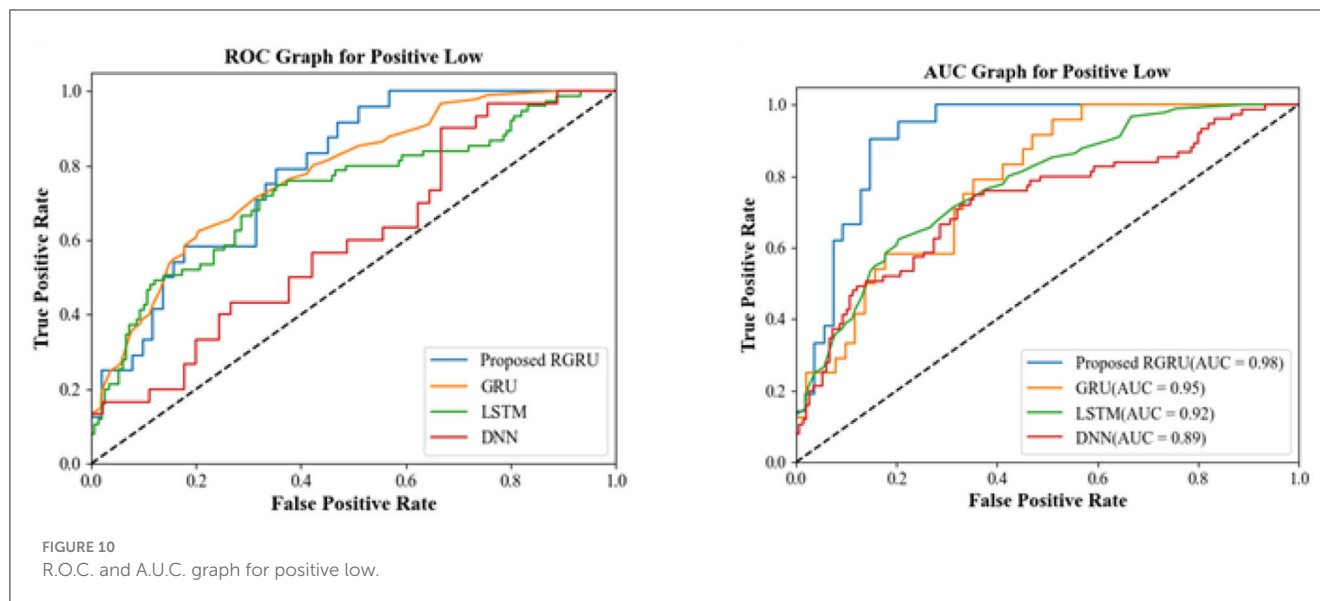 ROC Graph for Positive Low
True Positive Rate
1.0
0.8
0.6
0.4
0.2
0.0
Proposed RGRU
GRU
LSTM
DNN
0.0 0.2 0.4 0.6 0.8 1.0
False Positive Rate
AUC Graph for Positive Low
True Positive Rate
1.0
0.8
0.6
0.4
0.2
0.0
Proposed RGRU(AUC = 0.98)
GRU(AUC = 0.95)
LSTM(AUC = 0.92)
DNN(AUC = 0.89)
0.0 0.2 0.4 0.6 0.8 1.0
False Positive Rate
FIGURE 10
R.O.C. and A.U.C. graph for positive low.